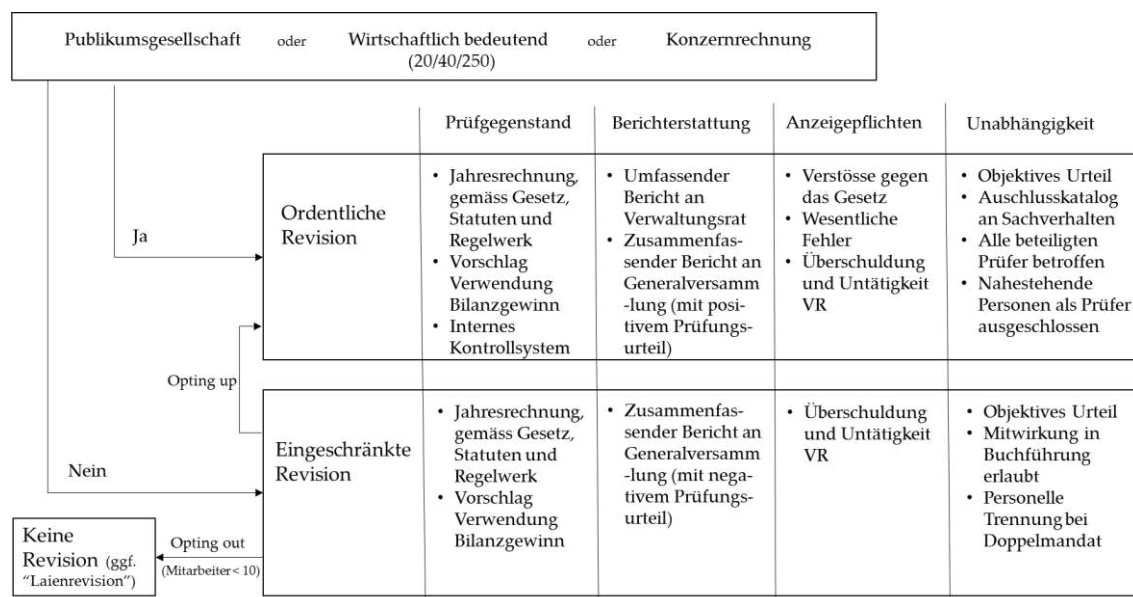 Publikumsgesellschaft oder Wirtschaftlich bedeutend oder Konzernrechnung
(20/40/250)
Prüfgegenstand
Berichterstattung
Anzeigepflichten
Unabhängigkeit
Ja
Ordentliche
Revision
• Jahresrechnung,
gemäss Gesetz,
Statuten und
Regelwerk
• Vorschlag
Verwendung
Bilanzgewinn
• Internes
Kontrollsystem
• Umfassender
Bericht an
Verwaltungsrat
• Zusammenfas-
sender Bericht an
Generalversamm
-lung (mit posi-
tivem Prüfungs-
urteil)
• Verstösse gegen
das Gesetz
• Wesentliche
Fehler
• Überschuldung
und Untätigkeit
VR
• Objektives Urteil
• Auschlusskatalog
an Sachverhalten
• Alle beteiligten
Prüfer betroffen
• Nahestehende
Personen als Prüfer
ausgeschlossen
Opting up
Nein
Eingeschränkte
Revision
• Jahresrechnung,
gemäss Gesetz,
Statuten und
Regelwerk
• Vorschlag
Verwendung
Bilanzgewinn
• Zusammenfas-
sender Bericht an
Generalversamm
-lung (mit nega-
tivem Prüfungs-
urteil)
• Überschuldung
und Untätigkeit
VR
• Objektives Urteil
• Mitwirkung in
Buchführung
erlaubt
• Personelle
Trennung bei
Doppelmandat
Keine
Revision (ggf.
"Laienrevision")
Opting out
(Mitarbeiter < 10)